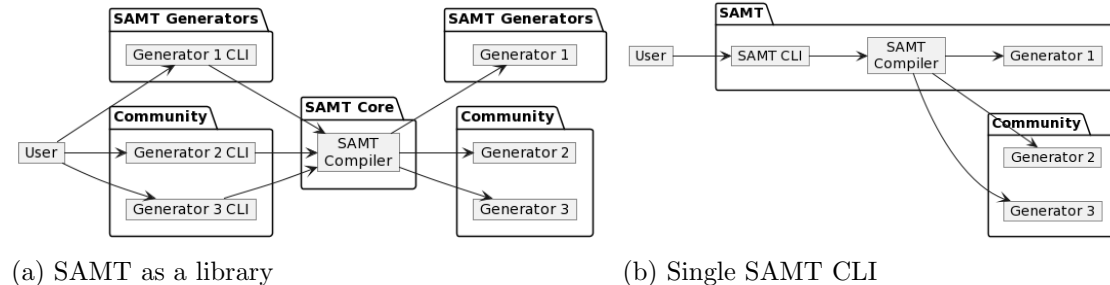 SAMT Generators
Generator 1 CLI
Community
User
Generator 2 CLI
Generator 3 CLI
SAMT Core
SAMT
Compiler
SAMT Generators
Generator 1
Community
Generator 2
Generator 3
(a) SAMT as a library
SAMT
User
SAMT CLI
SAMT
Compiler
Generator 1
Community
Generator 2
Generator 3
(b) Single SAMT CLI